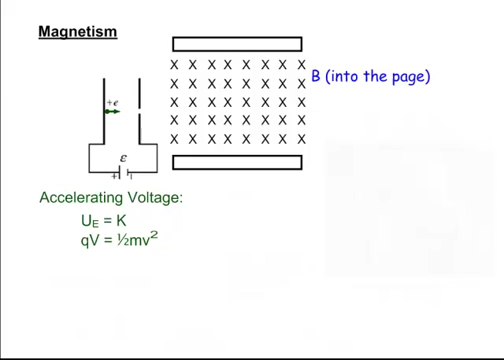 Magnetism
X X X X X X X X
X X X X X X X X
B (into the page)
X X X X X X X X
+e
X X X X X X X X
X X X X X X X X
ε
+
Accelerating Voltage:
U_E = K
qV = ½mv²